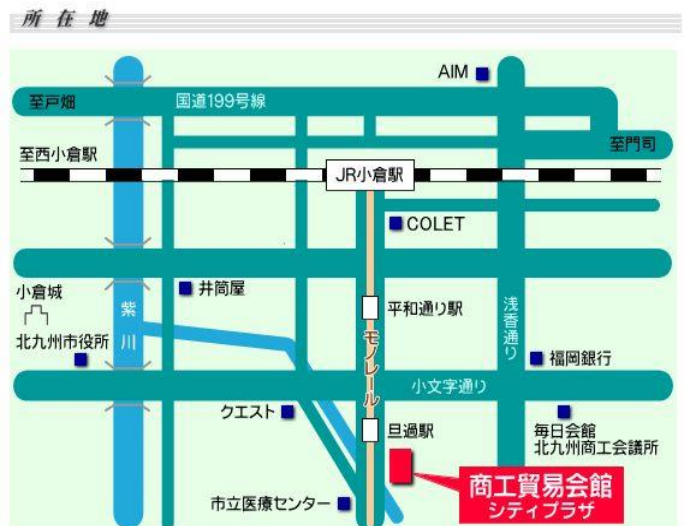 所在地
AIM
至戸畑
国道199号線
至門司
至西小倉駅
JR小倉駅
COLET
井筒屋
小倉城
紫川
平和通り駅
浅香通り
北九州市役所
モノレール
福岡銀行
小文字通り
クエスト
旦過駅
毎日会館
北九州商工会議所
商工貿易会館
シティプラザ
市立医療センター